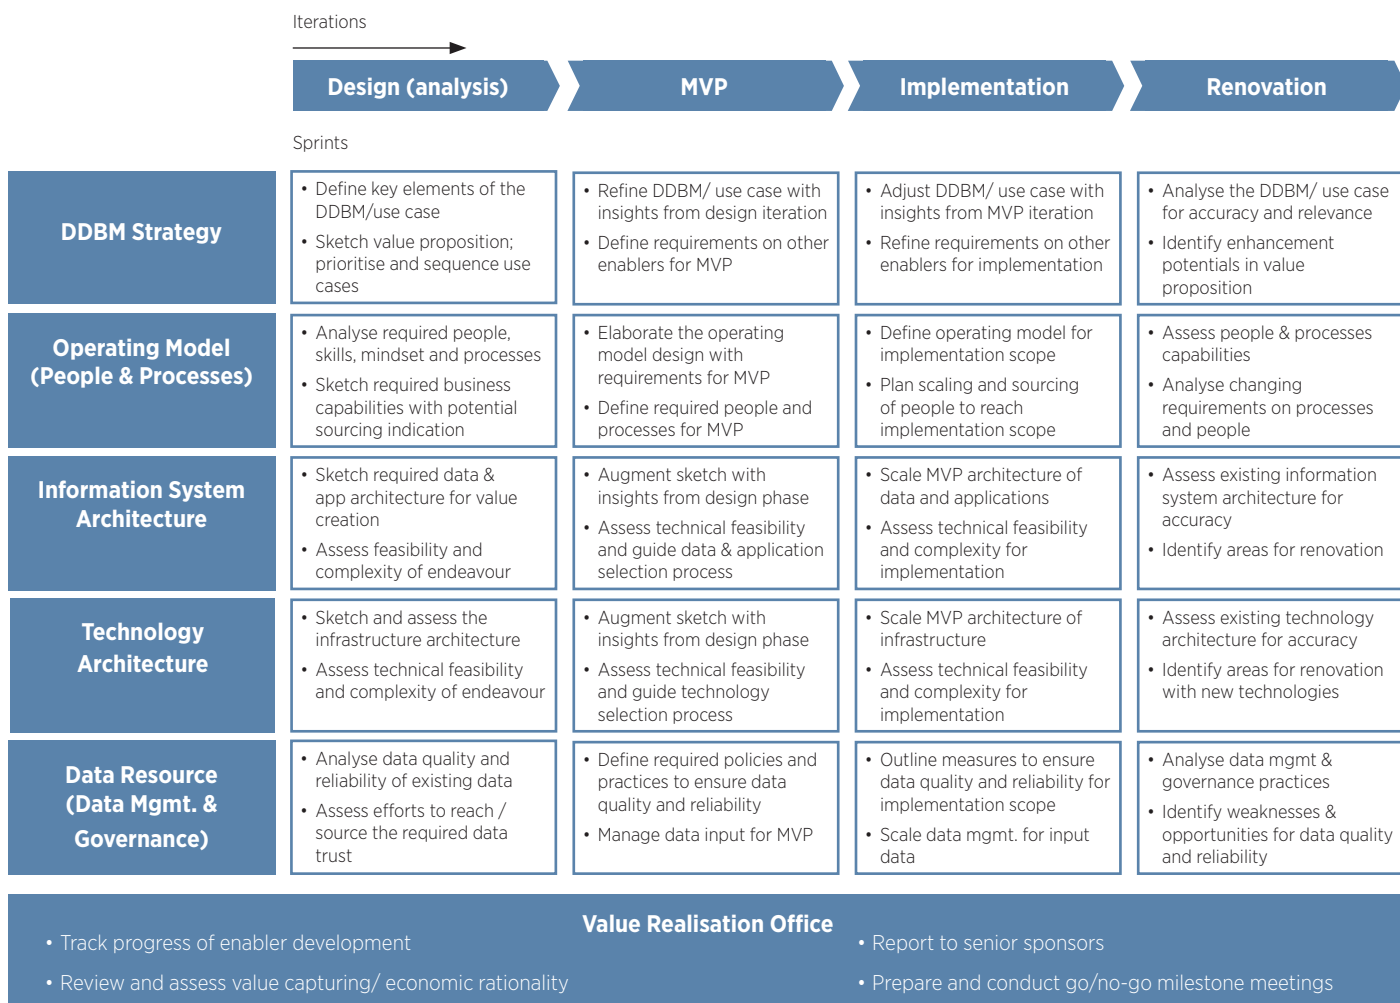 Iterations
Design (analysis)
MVP
Implementation
Renovation
Sprints
DDBM Strategy
• Define key elements of the
DDBM/use case
• Sketch value proposition;
prioritise and sequence use
cases
• Refine DDBM/ use case with
insights from design iteration
• Define requirements on other
enablers for MVP
• Adjust DDBM/ use case with
insights from MVP iteration
• Refine requirements on other
enablers for implementation
• Analyse the DDBM/ use case
for accuracy and relevance
• Identify enhancement
potentials in value
proposition
Operating Model
(People & Processes)
• Analyse required people,
skills, mindset and processes
• Sketch required business
capabilities with potential
sourcing indication
• Elaborate the operating
model design with
requirements for MVP
• Define required people and
processes for MVP
• Define operating model for
implementation scope
• Plan scaling and sourcing
of people to reach
implementation scope
• Assess people & processes
capabilities
• Analyse changing
requirements on processes
and people
Information System
Architecture
• Sketch required data &
app architecture for value
creation
• Assess feasibility and
complexity of endeavour
• Augment sketch with
insights from design phase
• Assess technical feasibility
and guide data & application
selection process
• Scale MVP architecture of
data and applications
• Assess technical feasibility
and complexity for
implementation
• Assess existing information
system architecture for
accuracy
• Identify areas for renovation
Technology
Architecture
• Sketch and assess the
infrastructure architecture
• Assess technical feasibility
and complexity of endeavour
• Augment sketch with
insights from design phase
• Assess technical feasibility
and guide technology
selection process
• Scale MVP architecture of
infrastructure
• Assess technical feasibility
and complexity for
implementation
• Assess existing technology
architecture for accuracy
• Identify areas for renovation
with new technologies
Data Resource
(Data Mgmt. &
Governance)
• Analyse data quality and
reliability of existing data
• Assess efforts to reach /
source the required data
trust
• Define required policies and
practices to ensure data
quality and reliability
• Manage data input for MVP
• Outline measures to ensure
data quality and reliability for
implementation scope
• Scale data mgmt. for input
data
• Analyse data mgmt &
governance practices
• Identify weaknesses &
opportunities for data quality
and reliability
Value Realisation Office
• Track progress of enabler development
• Review and assess value capturing/ economic rationality
• Report to senior sponsors
• Prepare and conduct go/no-go milestone meetings